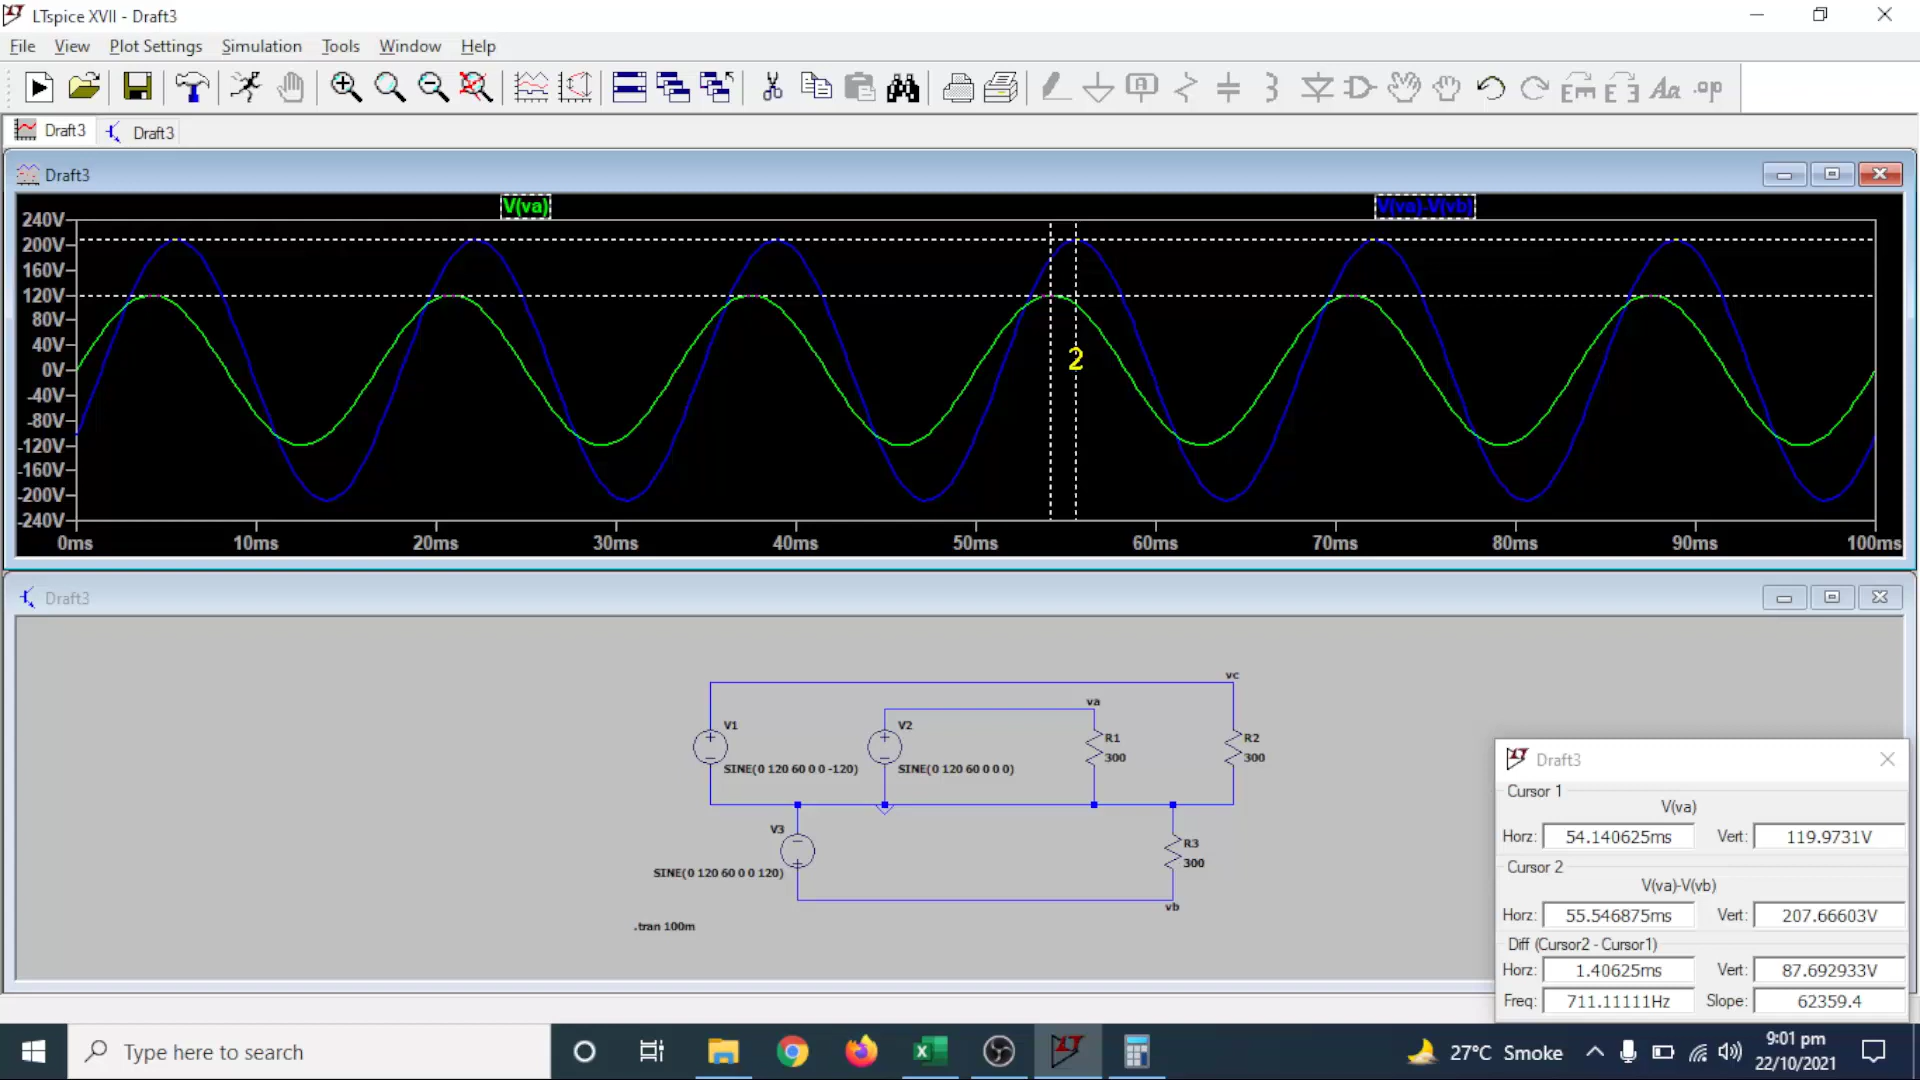 LTspice XVII - Draft3
File View Plot Settings Simulation Tools Window Help
Draft3 Draft3
Draft3
V(va) V(va)-V(vb)
240V
200V
160V
120V
80V
40V
0V
-40V
-80V
-120V
-160V
-200V
-240V
2
0ms 10ms 20ms 30ms 40ms 50ms 60ms 70ms 80ms 90ms 100ms
Draft3
vc
va
V1
SINE(0 120 60 0 0 -120)
V2
SINE(0 120 60 0 0 0)
R1
300
R2
300
V3
SINE(0 120 60 0 0 120)
R3
300
vb
.tran 100m
Draft3
Cursor 1
V(va)
Horz: 54.140625ms Vert: 119.9731V
Cursor 2
V(va)-V(vb)
Horz: 55.546875ms Vert: 207.66603V
Diff (Cursor2 - Cursor1)
Horz: 1.40625ms Vert: 87.692933V
Freq: 711.11111Hz Slope: 62359.4
Type here to search
27°C Smoke
9:01 pm
22/10/2021